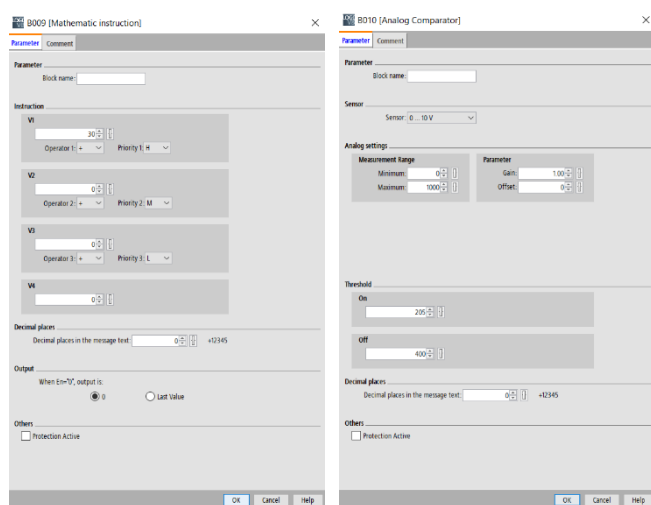 B009 [Mathematic instruction]
Parameter Comment
Parameter
Block name:
Instruction
V1
30
Operator 1: + Priority 1: H
V2
0
Operator 2: + Priority 2: M
V3
0
Operator 3: + Priority 3: L
V4
0
Decimal places
Decimal places in the message text: 0 +12345
Output
When En="0", output is:
0 Last Value
Others
Protection Active
OK Cancel Help
B010 [Analog Comparator]
Parameter Comment
Parameter
Block name:
Sensor
Sensor: 0 ... 10 V
Analog settings
Measurement Range
Minimum: 0
Maximum: 1000
Parameter
Gain: 1.00
Offset: 0
Threshold
On
205
Off
400
Decimal places
Decimal places in the message text: 0 +12345
Others
Protection Active
OK Cancel Help